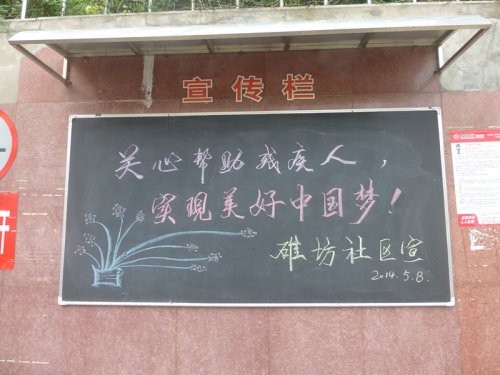 宣传栏
关心帮助残疾人，
实现美好中国梦！
碓坊社区宣
2014.5.8.